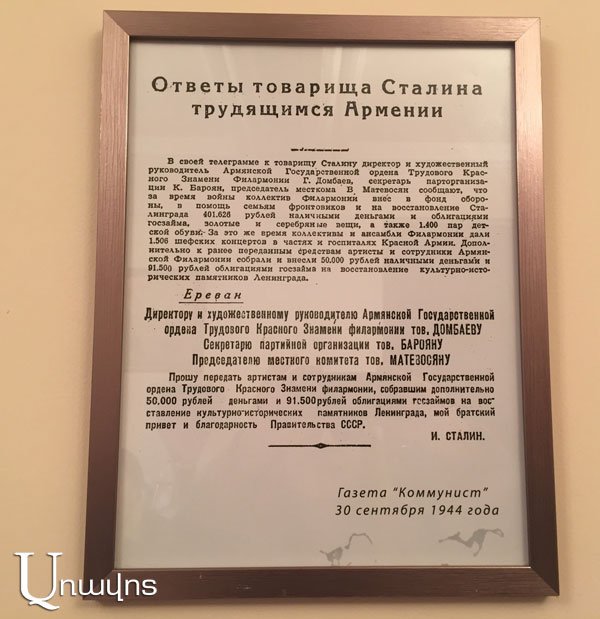 Ответы товарища Сталина
трудящимся Армении
В своей телеграмме к товарищу Сталину директор и художественный
руководитель Армянской Государственной ордена Трудового Крас-
ного Знамени Филармонии Г. Домбаев, секретарь парторганиза-
ции К. Бароян, председатель месткома В Матевосян сообщают, что
за время войны коллектив Филармонии внес в фонд оборо-
ны, в помощь семьям фронтовиков и на восстановление Ста-
линграда 401.626 рублей наличными деньгами и облигациями
госзайма, золотые и серебряные вещи, а также 1.400 пар дет-
ской обуви. За это же время коллективы и ансамбли Филармонии дали
1.506 шефских концертов в частях и госпиталях Красной Армии. Допол-
нительно к ранее переданным средствам артисты и сотрудники Армян-
ской Филармонии собрали и внесли 50.000 рублей наличными деньгами и
91.500 рублей облигациями госзайма на восстановление культурно-исто-
рических памятников Ленинграда.
Ереван
Директору и художественному руководителю Армянской Государственной
ордена Трудового Красного Знамени филармонии тов. ДОМБАЕВУ
Секретарю партийной организации тов. БАРОЯНУ
Председателю местного комитета тов. МАТЕВОСЯНУ
Прошу передать артистам и сотрудникам Армянской Государственной
ордена Трудового Красного Знамени филармонии, собравшим дополнительно
50.000 рублей деньгами и 91.500 рублей облигациями госзаймов на вос-
ставление культурно-исторических памятников Ленинграда, мой братский
привет и благодарность Правительства СССР.
И. СТАЛИН.
Газета "Коммунист"
30 сентября 1944 года
Առավոտ